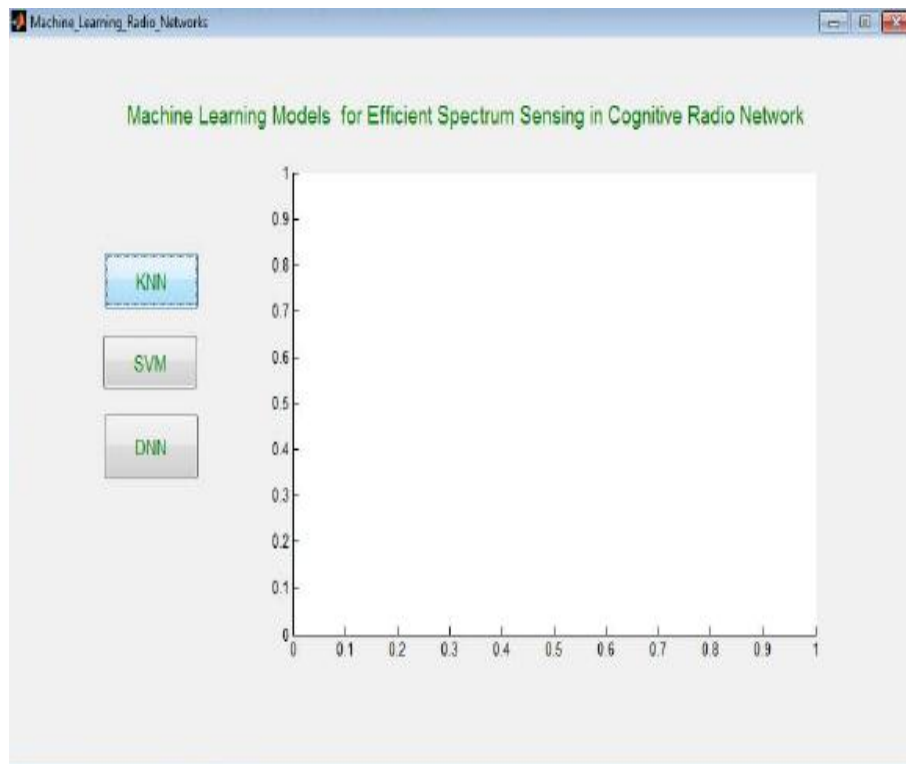 Machine_Learning_Radio_Networks
Machine Learning Models for Efficient Spectrum Sensing in Cognitive Radio Network
KNN
SVM
DNN
1
0.9
0.8
0.7
0.6
0.5
0.4
0.3
0.2
0.1
0
0 0.1 0.2 0.3 0.4 0.5 0.6 0.7 0.8 0.9 1